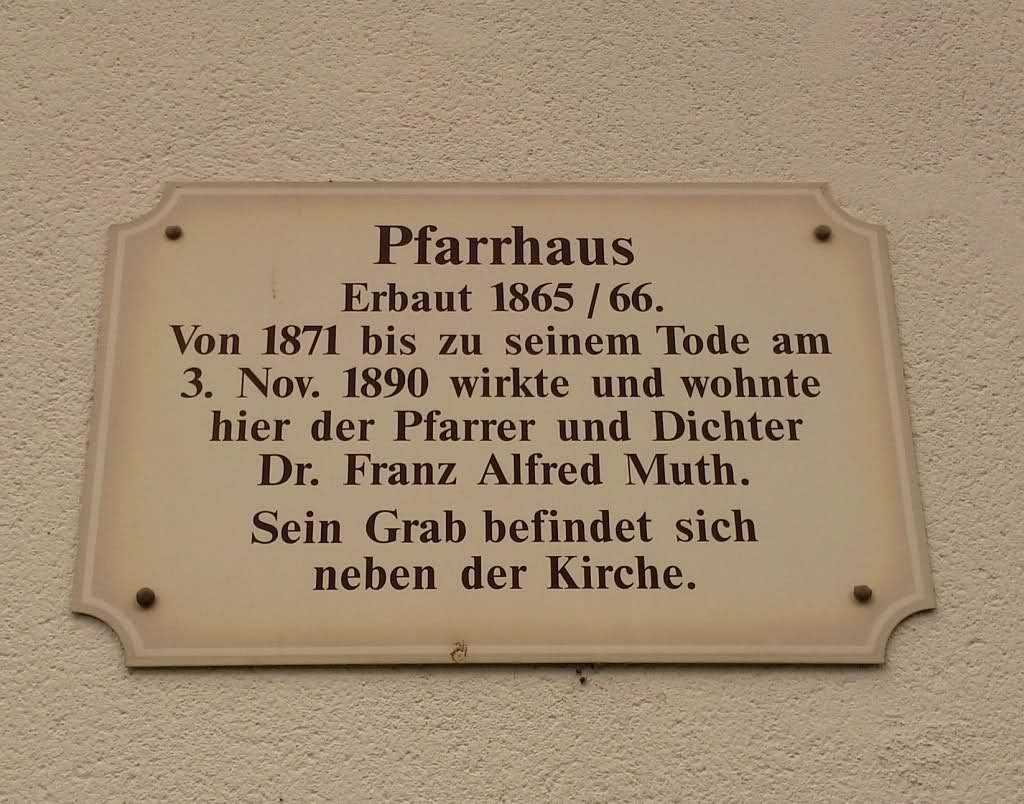 Pfarrhaus
Erbaut 1865 / 66.
Von 1871 bis zu seinem Tode am
3. Nov. 1890 wirkte und wohnte
hier der Pfarrer und Dichter
Dr. Franz Alfred Muth.
Sein Grab befindet sich
neben der Kirche.